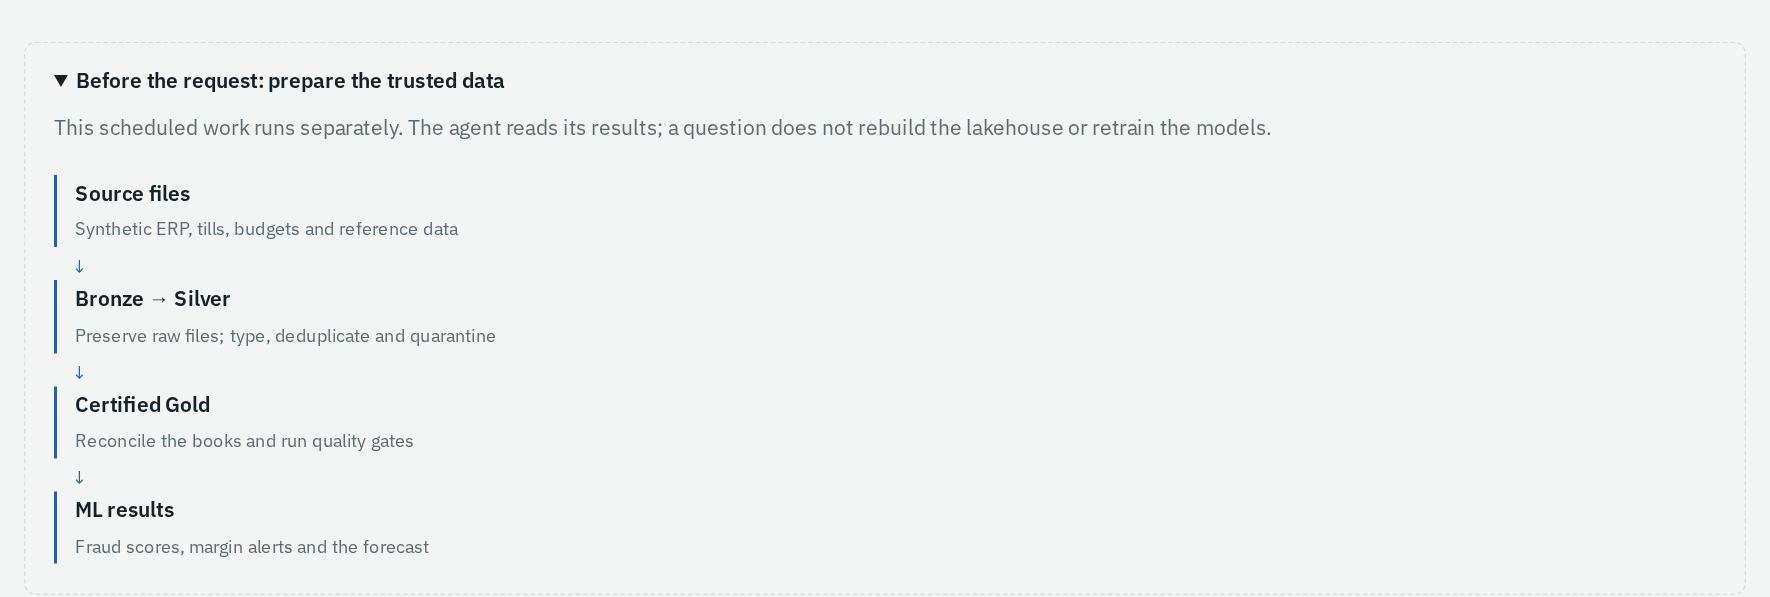 ▼ Before the request: prepare the trusted data
This scheduled work runs separately. The agent reads its results; a question does not rebuild the lakehouse or retrain the models.
Source files
Synthetic ERP, tills, budgets and reference data
↓
Bronze → Silver
Preserve raw files; type, deduplicate and quarantine
↓
Certified Gold
Reconcile the books and run quality gates
↓
ML results
Fraud scores, margin alerts and the forecast